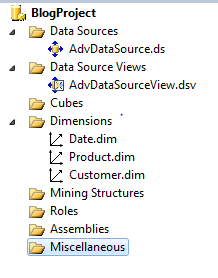 BlogProject
Data Sources
AdvDataSource.ds
Data Source Views
AdvDataSourceView.dsv
Cubes
Dimensions
Date.dim
Product.dim
Customer.dim
Mining Structures
Roles
Assemblies
Miscellaneous